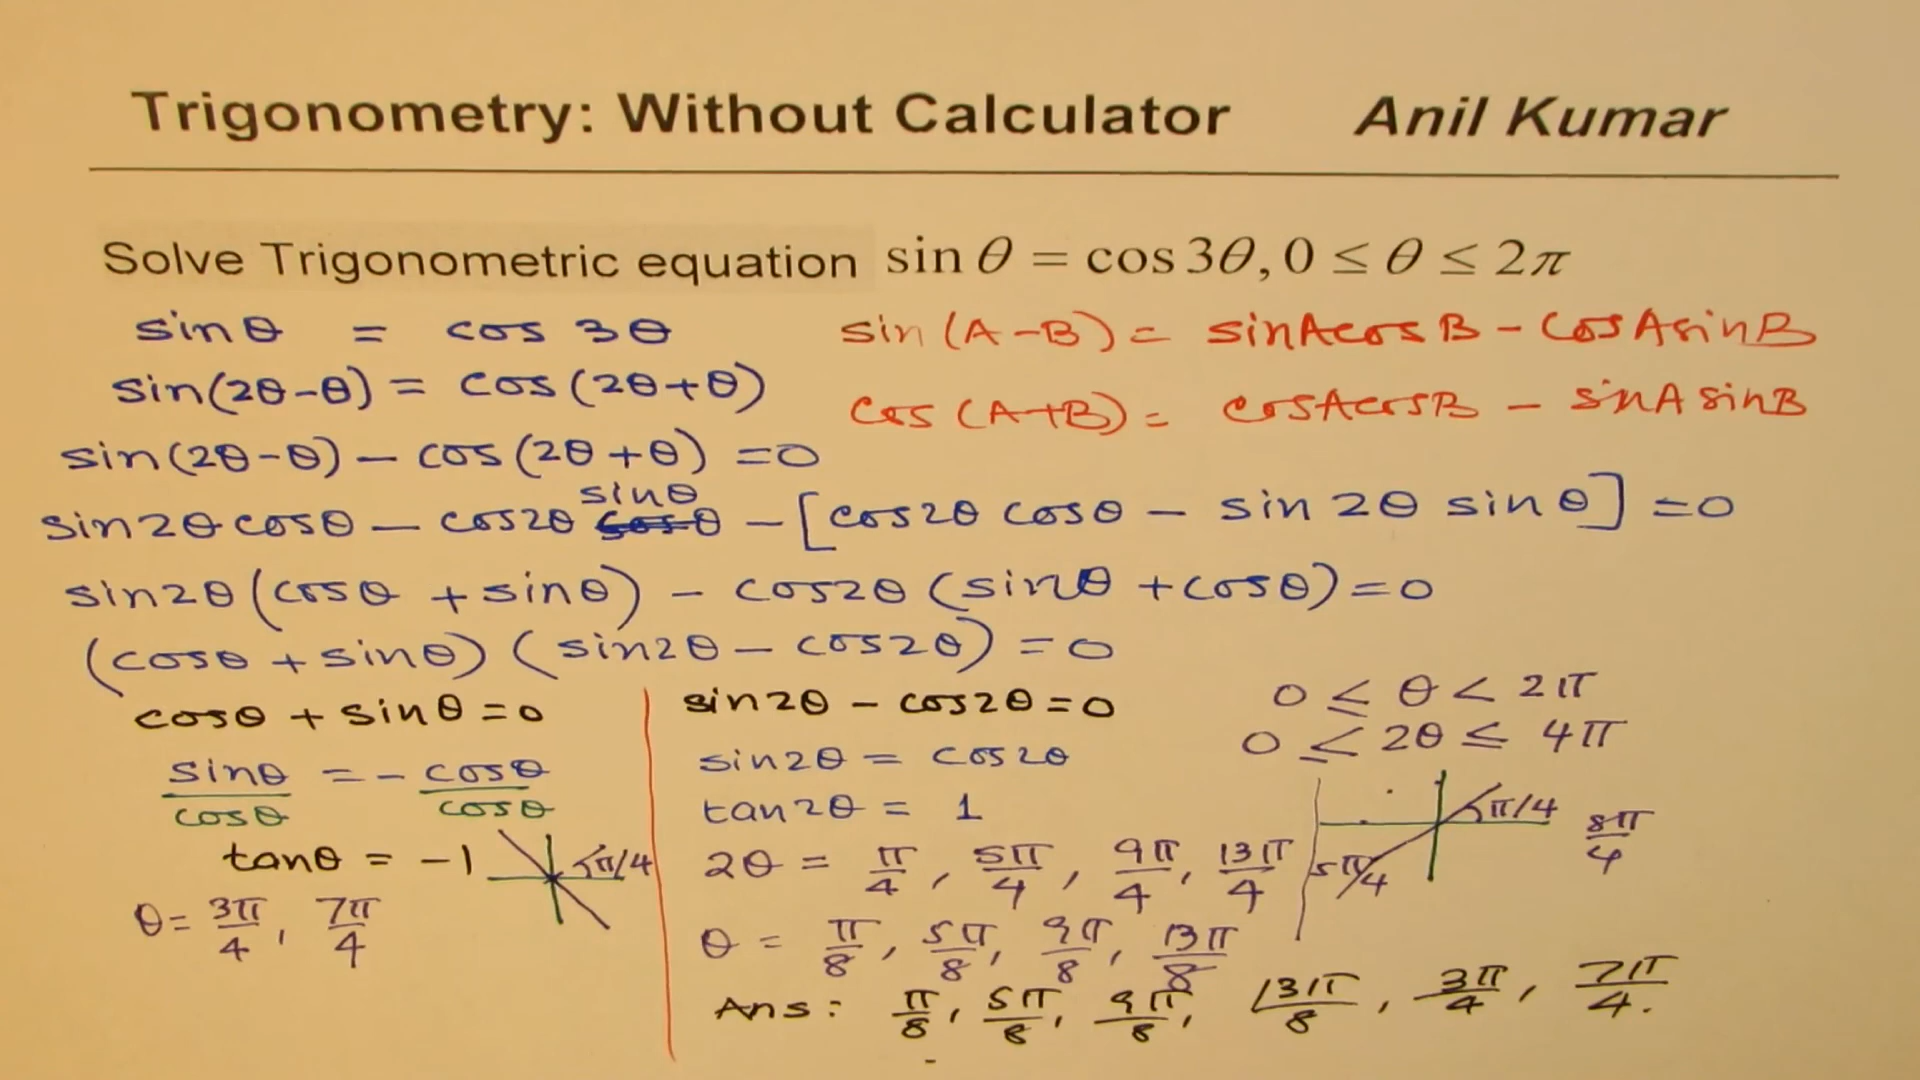 Trigonometry: Without Calculator Anil Kumar
Solve Trigonometric equation sin θ = cos 3θ, 0 ≤ θ ≤ 2π
sinθ = cos 3θ
sin(A-B) = sinAcosB - cosAsinB
sin(2θ-θ) = cos(2θ+θ)
cos(A+B) = cosAcosB - sinA sinB
sin(2θ-θ) - cos(2θ+θ) = 0
sinθ
sin2θ cosθ - cos2θ cosθ - [cos2θ cosθ - sin 2θ sin θ] = 0
sin2θ(cosθ + sinθ) - cos2θ (sinθ + cosθ) = 0
(cosθ + sinθ) (sin2θ - cos2θ) = 0
cosθ + sinθ = 0
sinθ/cosθ = - cosθ/cosθ
tanθ = -1
π/4
θ = 3π/4, 7π/4
sin2θ - cos2θ = 0
sin2θ = cos2θ
tan2θ = 1
2θ = π/4, 5π/4, 9π/4, 13π/4
θ = π/8, 5π/8, 9π/8, 13π/8
0 ≤ θ < 2π
0 ≤ 2θ ≤ 4π
π/4
8π/4
5π/4
Ans: π/8, 5π/8, 9π/8, 13π/8, 3π/4, 7π/4.